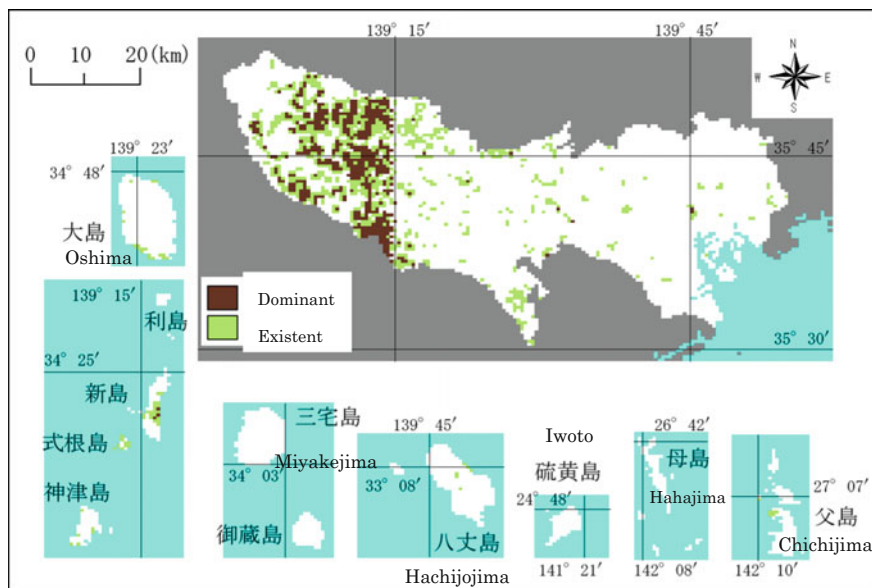 139° 15′
139° 45′
0 10 20(km)
N
W E
S
139° 23′
34° 48′
35° 45′
大島
Oshima
139° 15′
利島
Dominant
Existent
34° 25′
35° 30′
新島
式根島
神津島
三宅島
Miyakejima
34° 03′
御蔵島
139° 45′
33° 08′
八丈島
Hachijojima
Iwoto
硫黄島
24° 48′
141° 21′
26° 42′
母島
Hahajima
142° 08′
27° 07′
父島
Chichijima
142° 10′